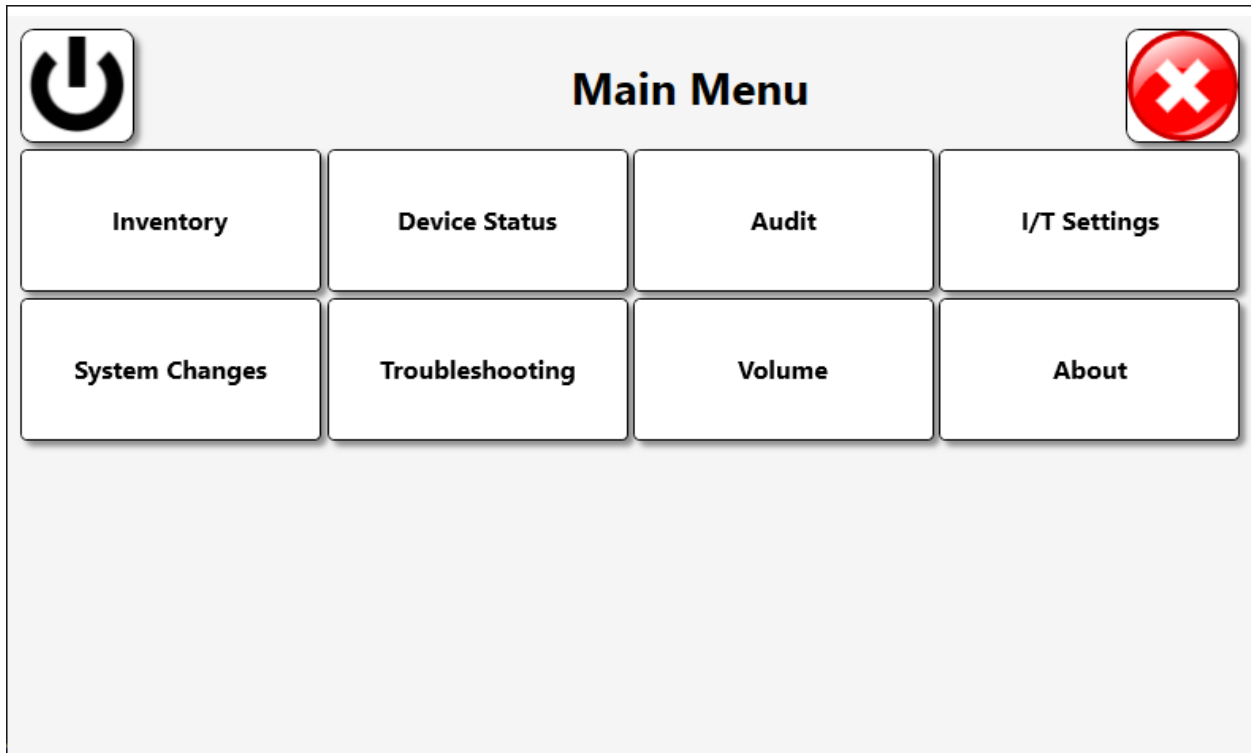 Main Menu
Inventory
Device Status
Audit
I/T Settings
System Changes
Troubleshooting
Volume
About